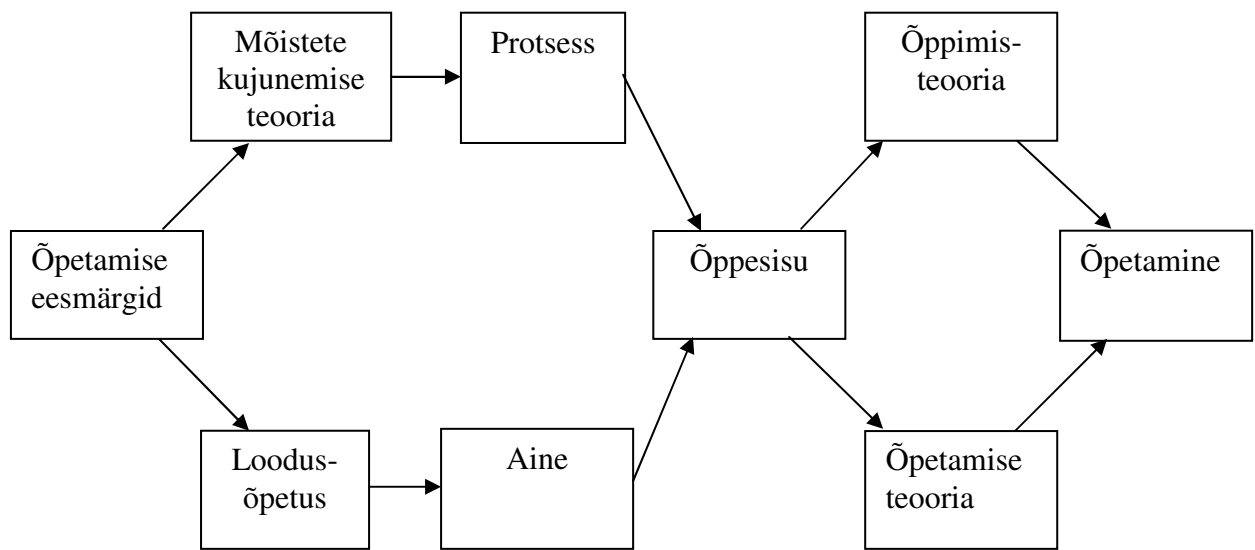 Mõistete
kujunemise
teooria
Protsess
Õppimis-
teooria
Õpetamise
eesmärgid
Õppesisu
Õpetamine
Loodus-
õpetus
Aine
Õpetamise
teooria